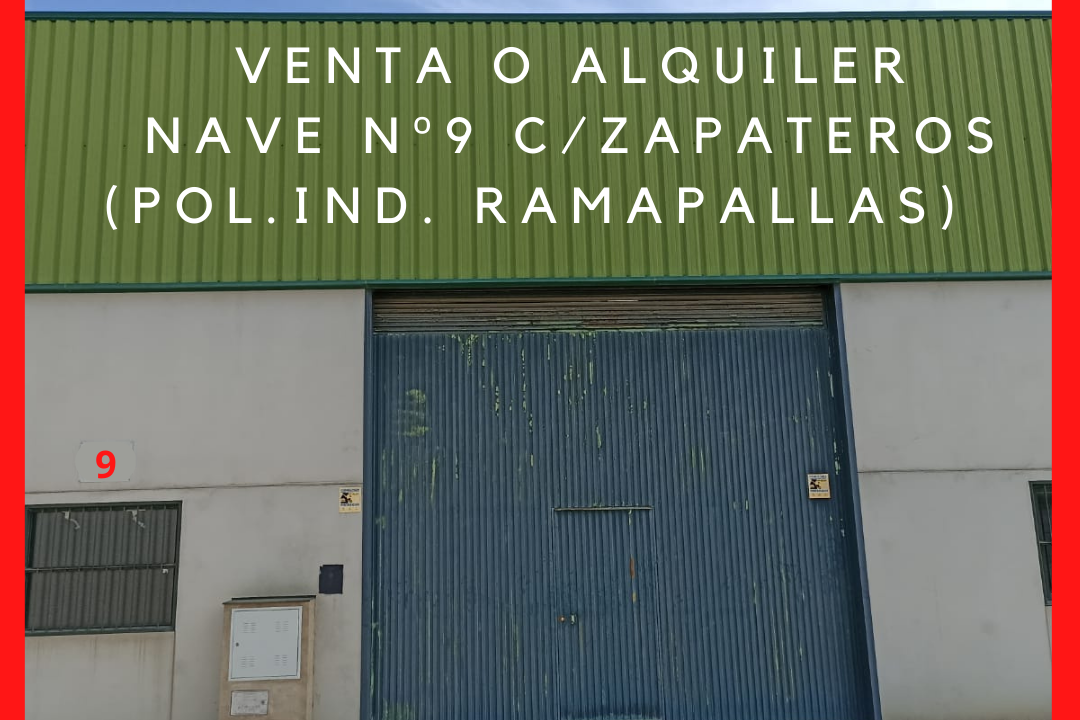 VENTA O ALQUILER
NAVE Nº9 C/ZAPATEROS
(POL.IND. RAMAPALLAS)
9